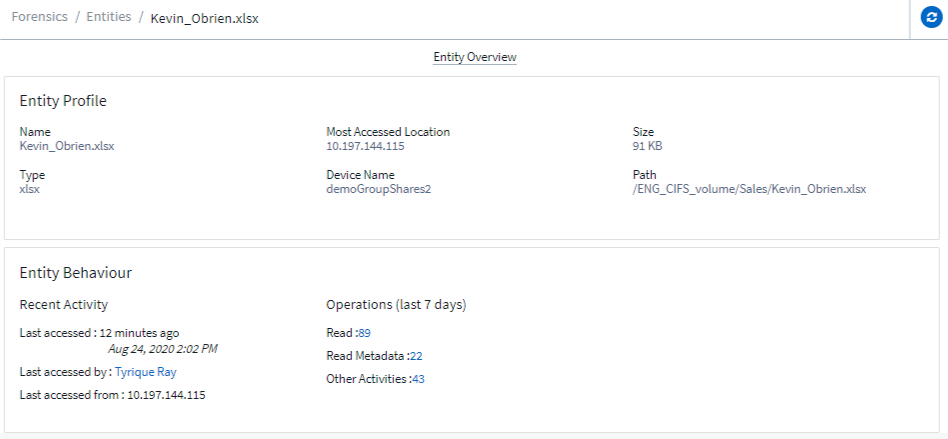 Forensics / Entities / Kevin_Obrien.xlsx
Entity Overview
Entity Profile
Name Most Accessed Location Size
Kevin_Obrien.xlsx 10.197.144.115 91 KB
Type Device Name Path
xlsx demoGroupShares2 /ENG_CIFS_volume/Sales/Kevin_Obrien.xlsx
Entity Behaviour
Recent Activity Operations (last 7 days)
Last accessed : 12 minutes ago Read :89
Aug 24, 2020 2:02 PM
Read Metadata :22
Last accessed by : Tyrique Ray
Other Activities :43
Last accessed from : 10.197.144.115